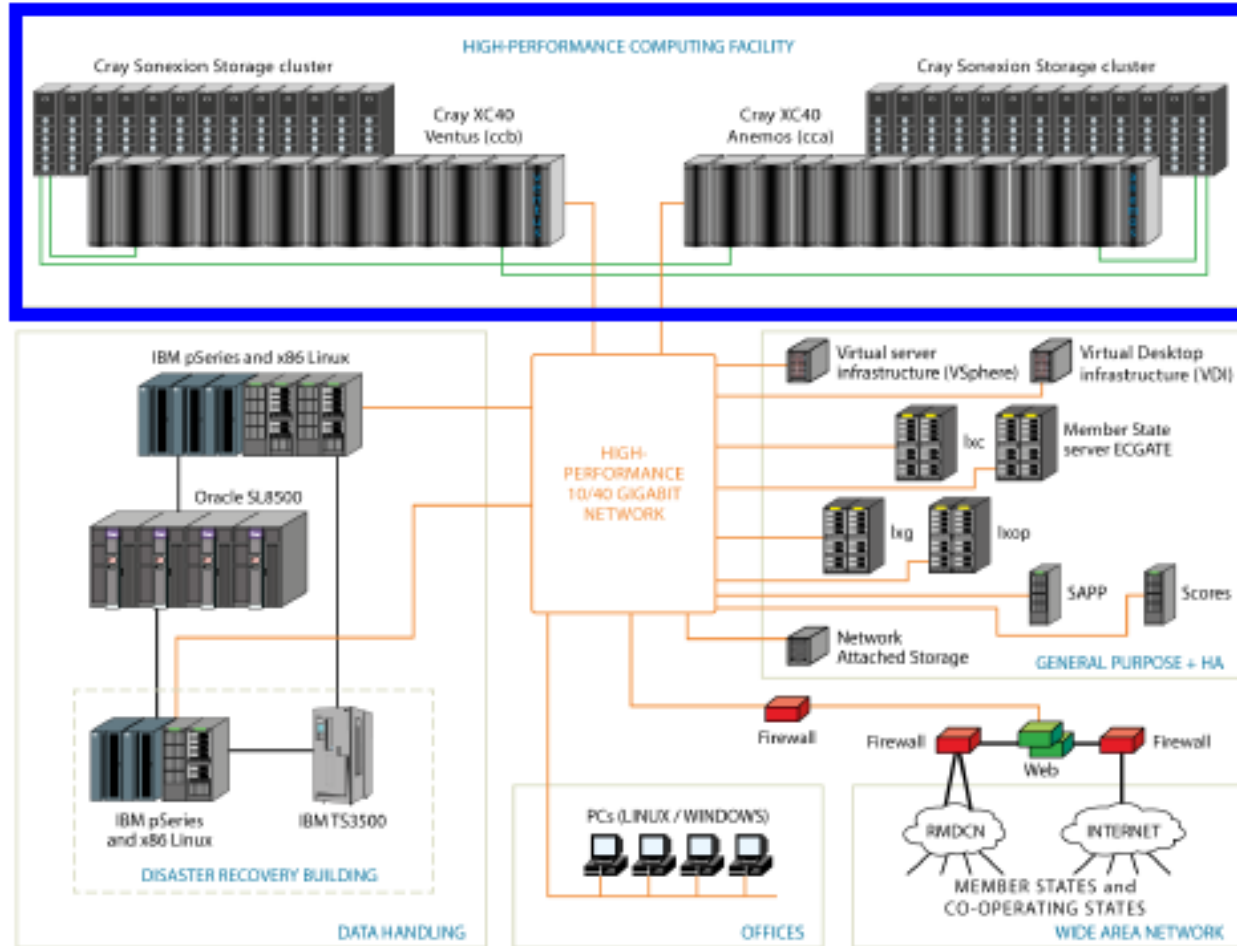 HIGH-PERFORMANCE COMPUTING FACILITY
Cray Sonexion Storage cluster
Cray Sonexion Storage cluster
Cray XC40
Ventus (ccb)
Cray XC40
Anemos (cca)
IBM pSeries and x86 Linux
Oracle SL8500
IBM pSeries
and x86 Linux
IBM TS3500
DISASTER RECOVERY BUILDING
DATA HANDLING
HIGH-
PERFORMANCE
10/40 GIGABIT
NETWORK
Virtual server
infrastructure (VSphere)
Virtual Desktop
infrastructure (VDI)
lxc
Member State
server ECGATE
lxg
lxop
SAPP
Scores
Network
Attached Storage
GENERAL PURPOSE + HA
Firewall
Firewall
Web
Firewall
PCs (LINUX / WINDOWS)
OFFICES
RMDCN
INTERNET
MEMBER STATES and
CO-OPERATING STATES
WIDE AREA NETWORK